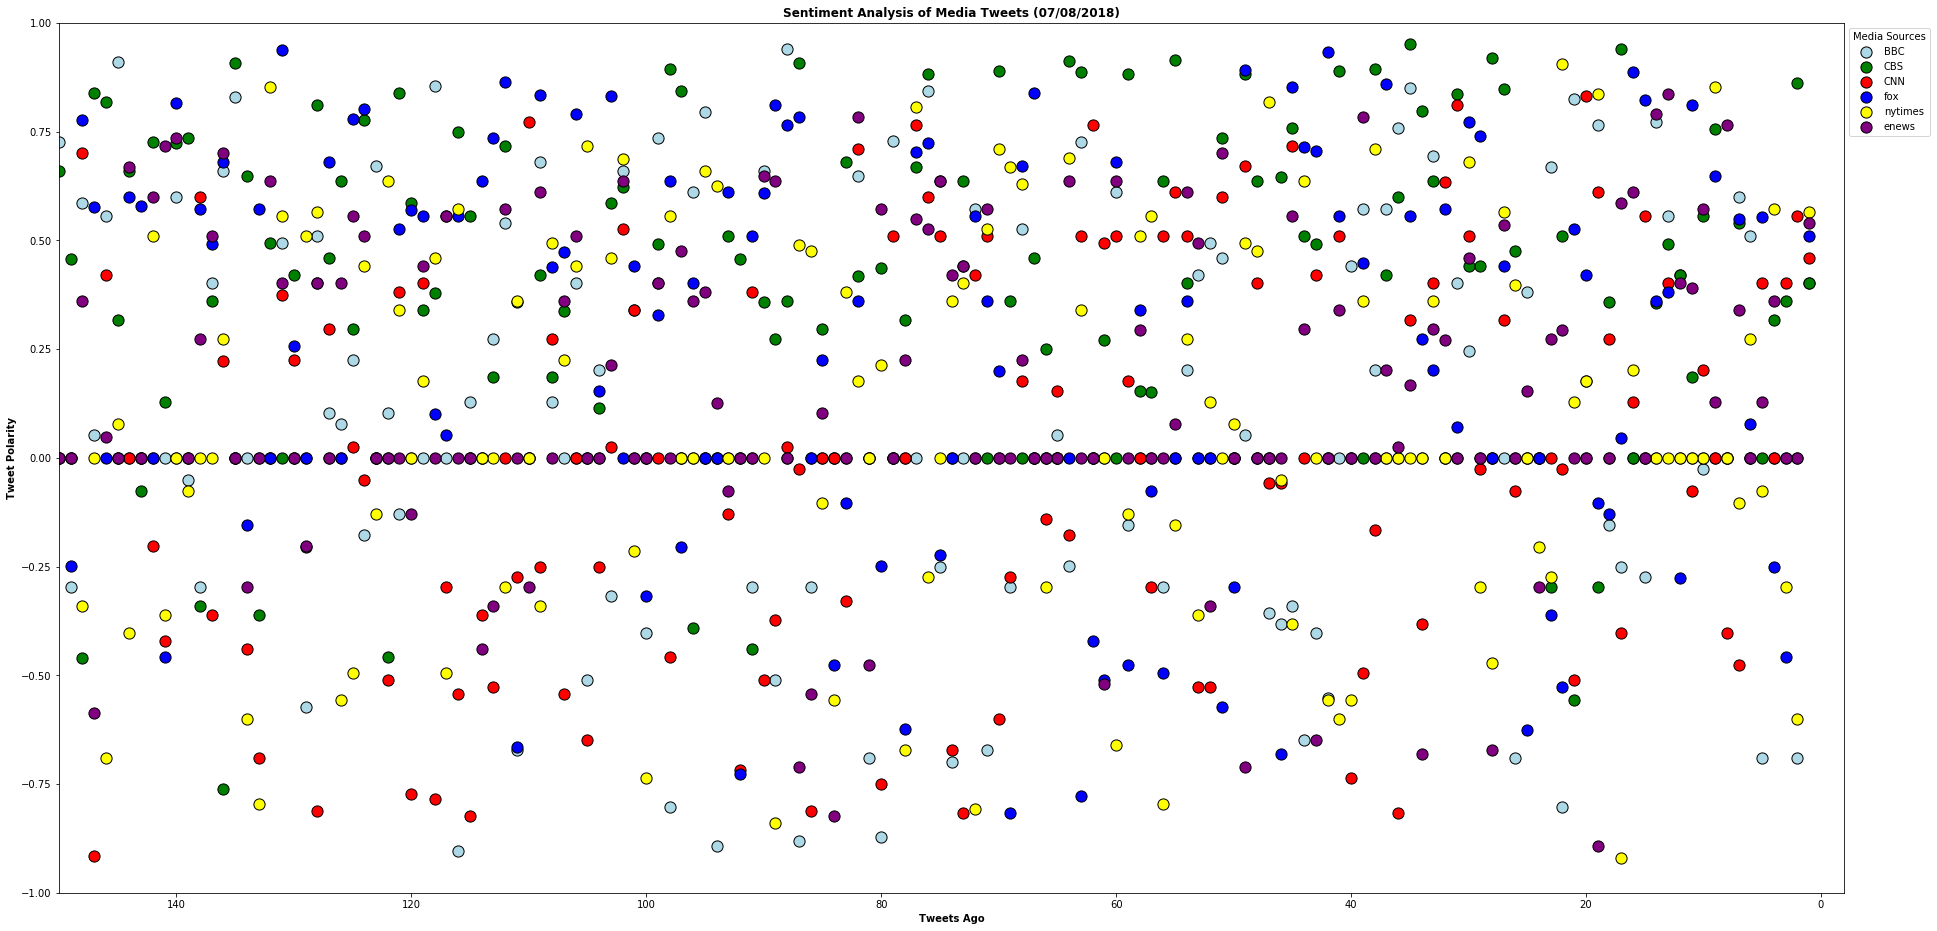 Sentiment Analysis of Media Tweets (07/08/2018)
1.00
0.75
0.50
0.25
0.00
−0.25
−0.50
−0.75
−1.00
Tweet Polarity
140
120
100
80
60
40
20
0
Tweets Ago
Media Sources
BBC
CBS
CNN
fox
nytimes
enews